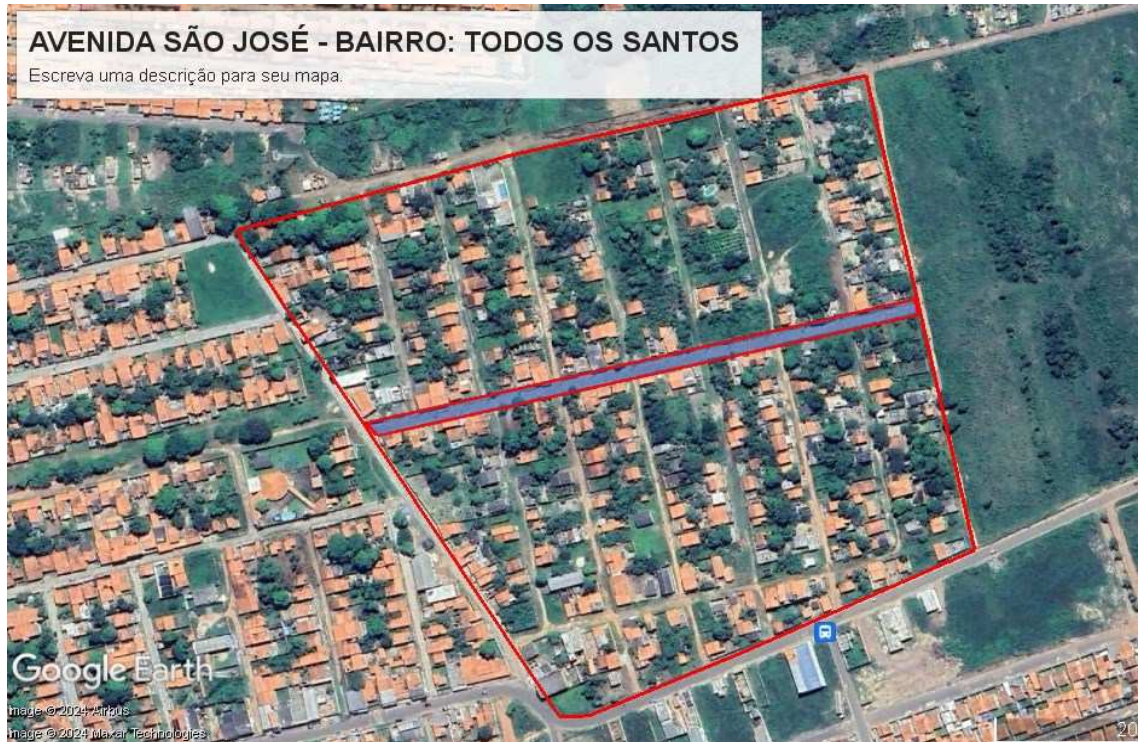 AVENIDA SÃO JOSÉ - BAIRRO: TODOS OS SANTOS
Escreva uma descrição para seu mapa.
Google Earth
Image © 2024 Airbus
Image © 2024 Maxar Technologies
20